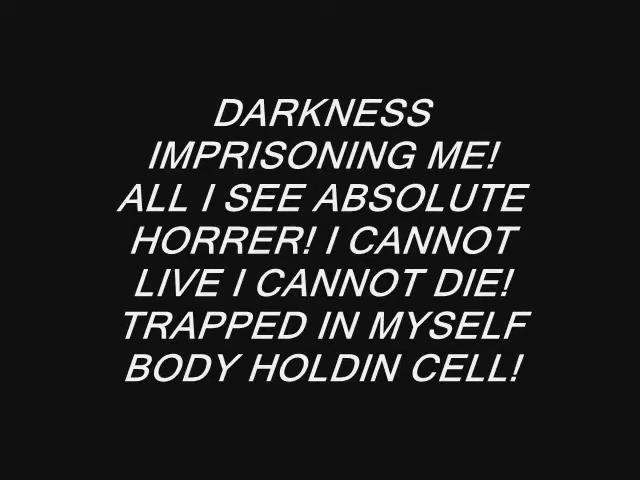 DARKNESS
IMPRISONING ME!
ALL I SEE ABSOLUTE
HORRER! I CANNOT
LIVE I CANNOT DIE!
TRAPPED IN MYSELF
BODY HOLDIN CELL!